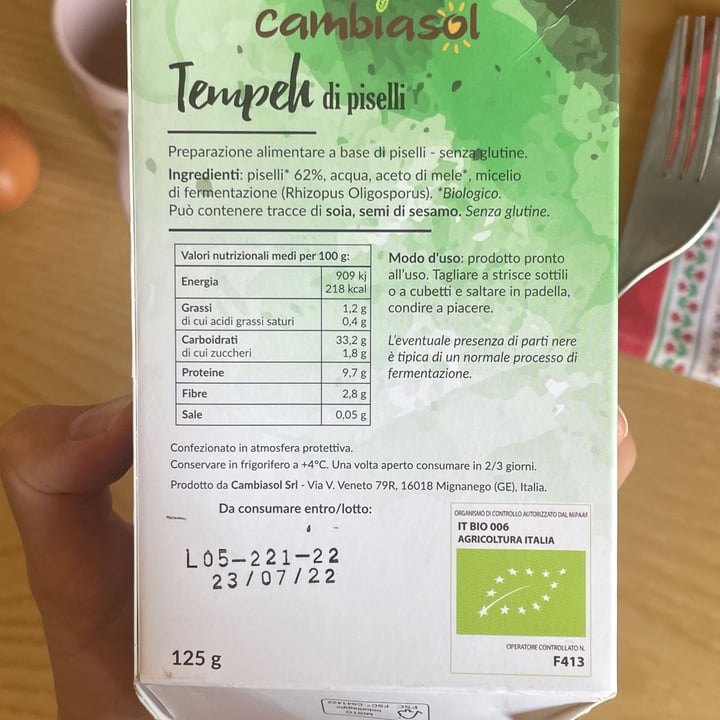 cambiasol
Tempeh di piselli
Preparazione alimentare a base di piselli - senza glutine.
Ingredienti: piselli* 62%, acqua, aceto di mele*, micelio
di fermentazione (Rhizopus Oligosporus). *Biologico.
Può contenere tracce di soia, semi di sesamo. Senza glutine.
Valori nutrizionali medi per 100 g:
Energia 909 kj
218 kcal
Grassi 1,2 g
di cui acidi grassi saturi 0,4 g
Carboidrati 33,2 g
di cui zuccheri 1,8 g
Proteine 9,7 g
Fibre 2,8 g
Sale 0,05 g
Modo d'uso: prodotto pronto
all'uso. Tagliare a strisce sottili
o a cubetti e saltare in padella,
condire a piacere.
L'eventuale presenza di parti nere
è tipica di un normale processo di
fermentazione.
Confezionato in atmosfera protettiva.
Conservare in frigorifero a +4°C. Una volta aperto consumare in 2/3 giorni.
Prodotto da Cambiasol Srl - Via V. Veneto 79R, 16018 Mignanego (GE), Italia.
Da consumare entro/lotto:
L05-221-22
23/07/22
125 g
ORGANISMO DI CONTROLLO AUTORIZZATO DAL MIPAAF
IT BIO 006
AGRICOLTURA ITALIA
OPERATORE CONTROLLATO N.
F413
MISTO
Imballaggio
FSC